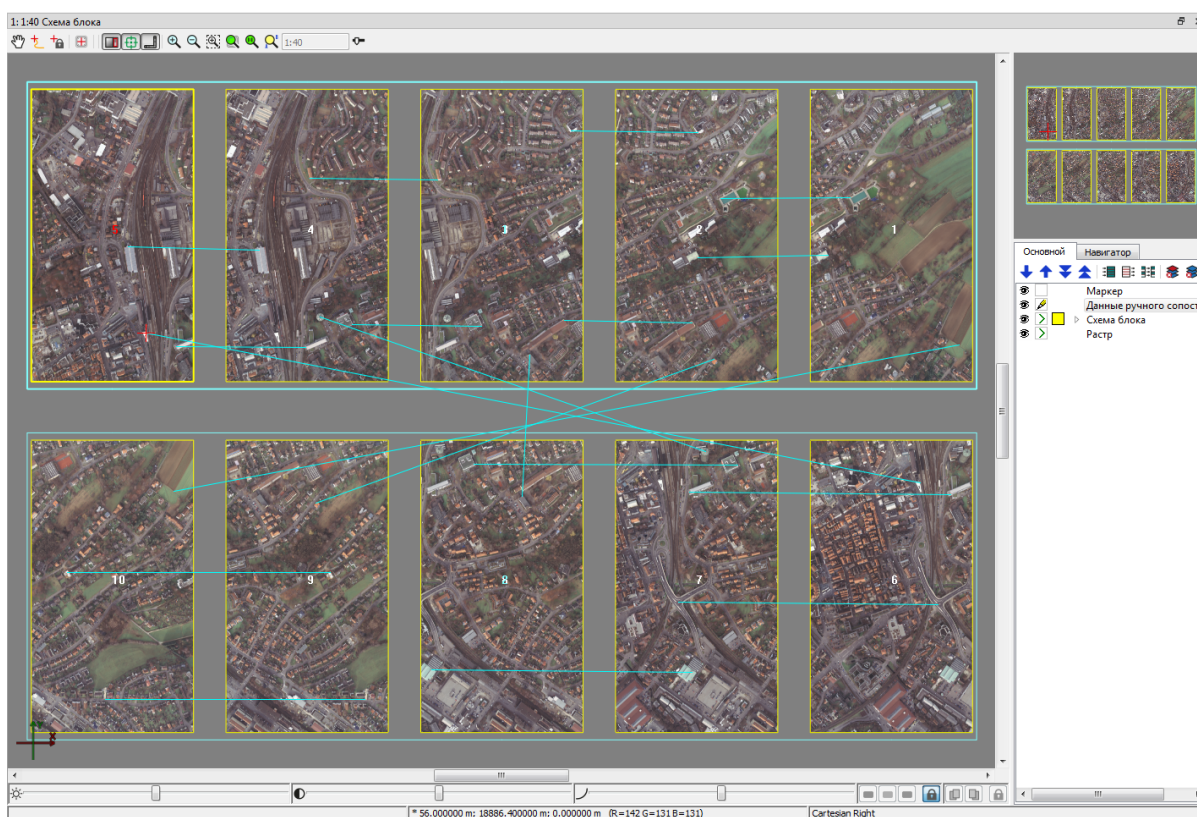 1: 1:40 Схема блока
1:40
5 4 3 2 1
10 9 8 7 6
X
Основной Навигатор
Маркер
Данные ручного сопост
Схема блока
Растр
* 56.000000 m; 18886.400000 m; 0.000000 m (R=142 G=131 B=131)
Cartesian Right